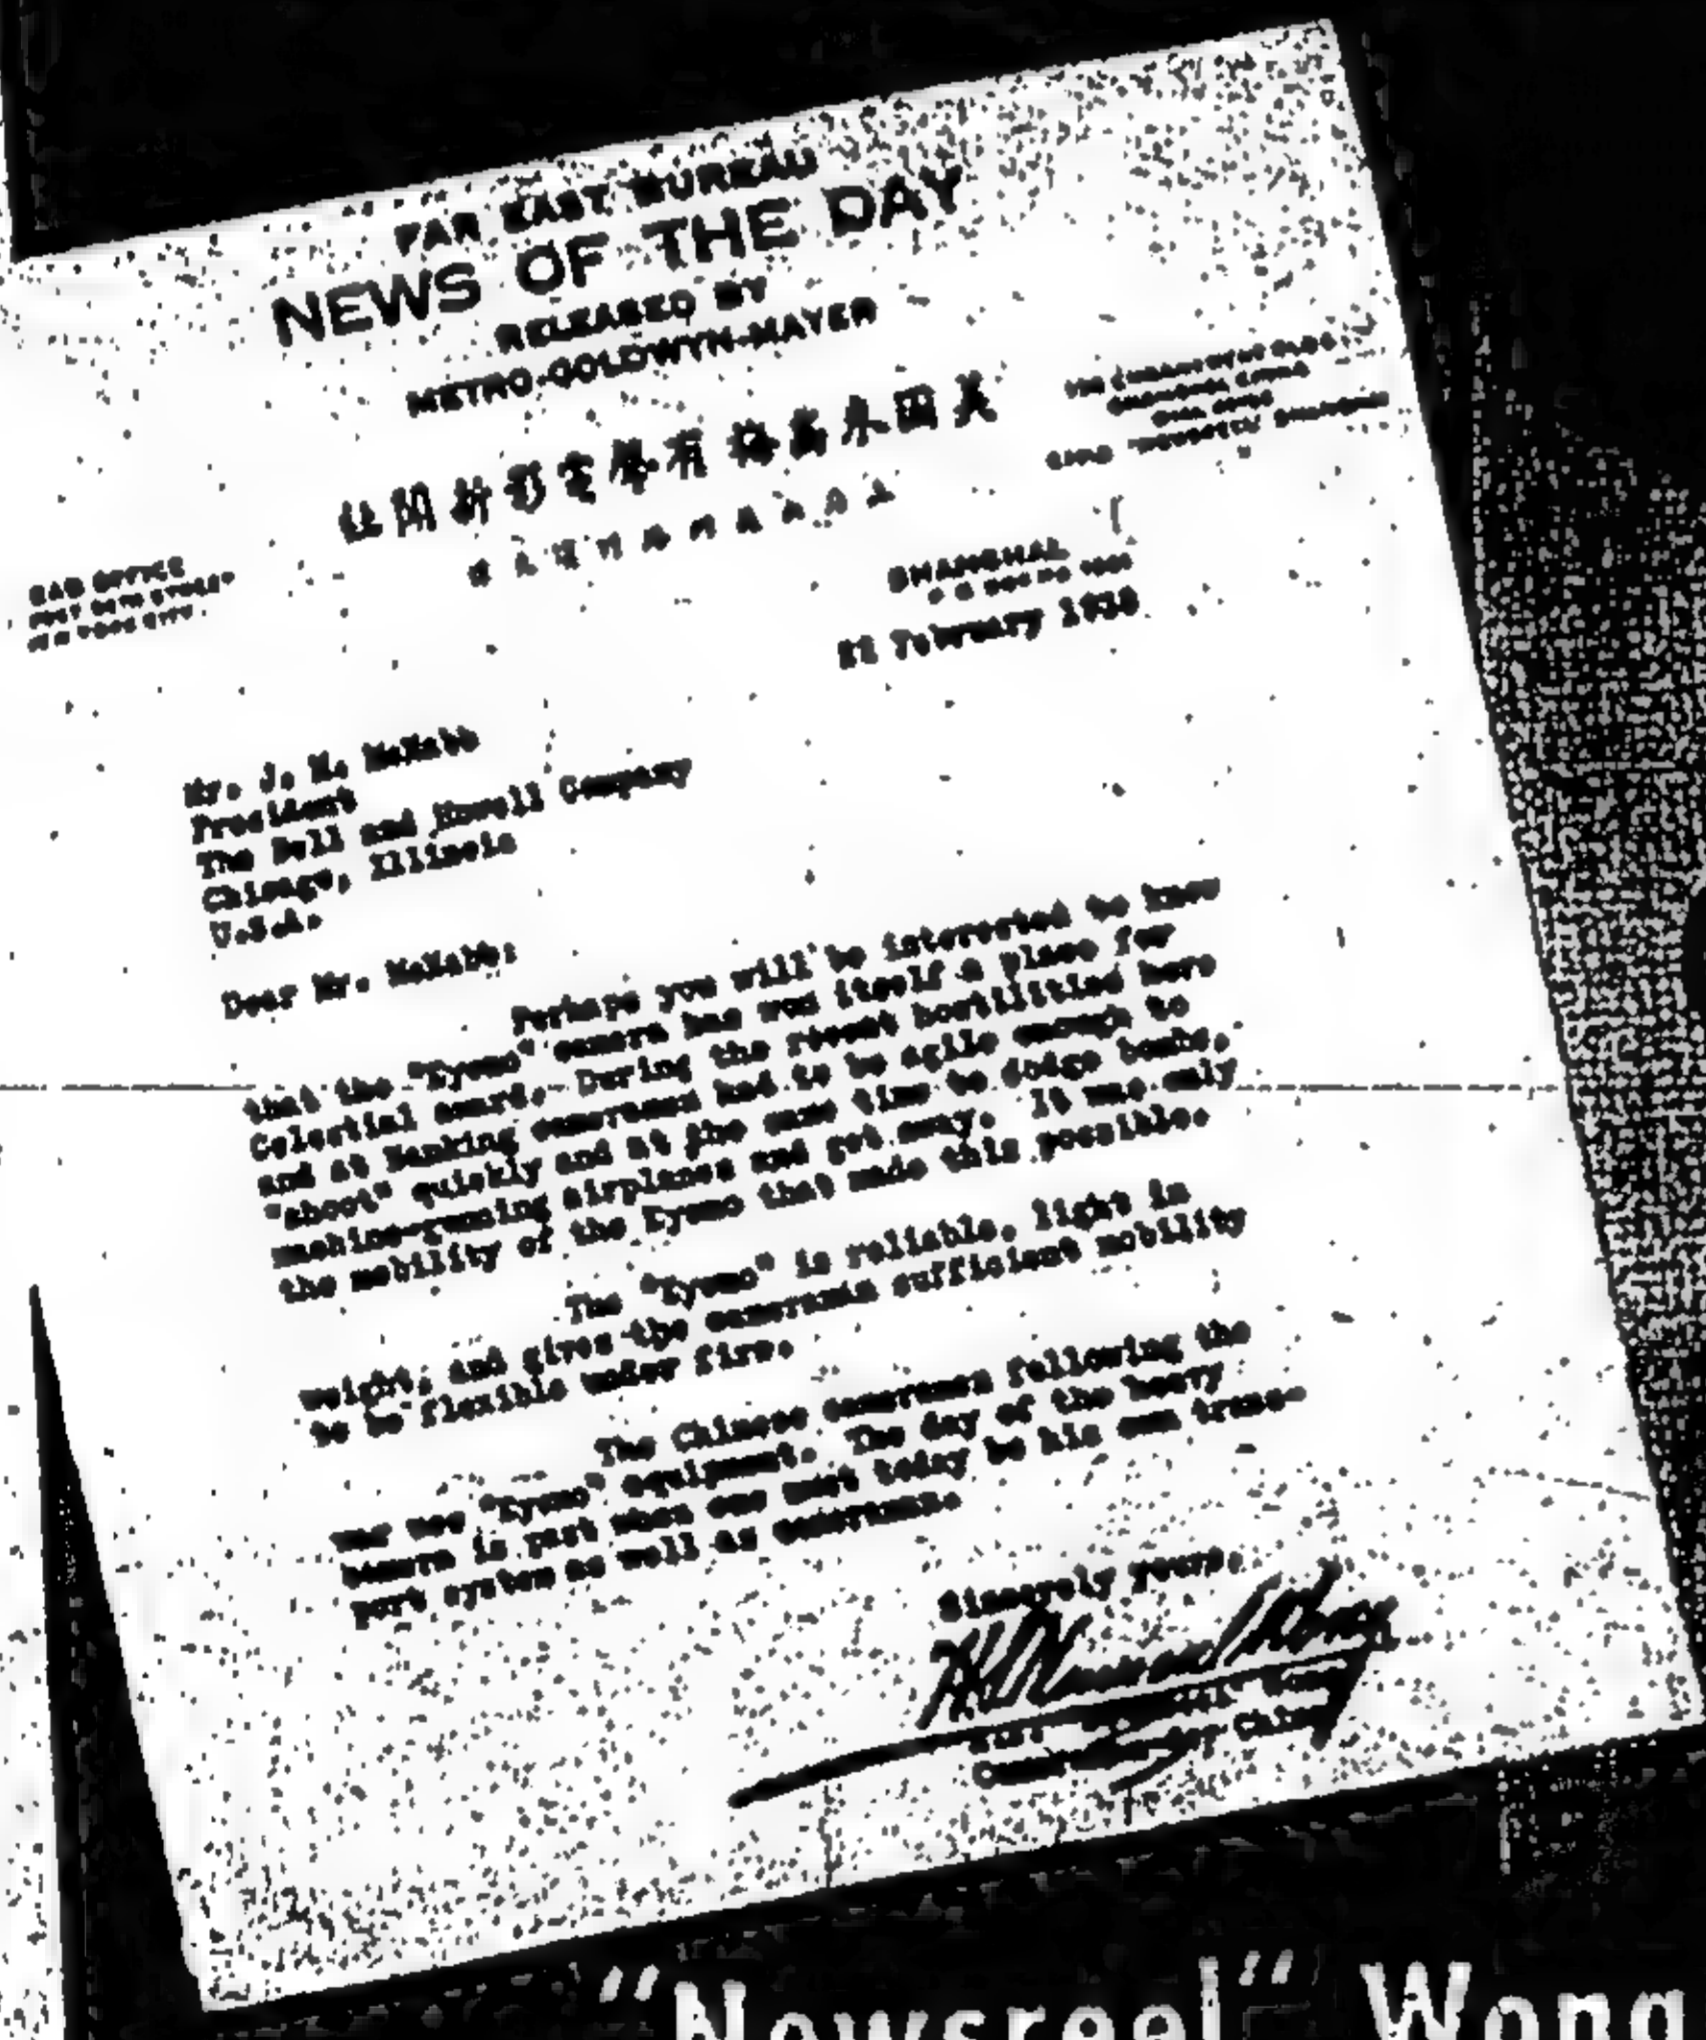 FAR EAST BUREAU
NEWS OF THE DAY
RELEASED BY
METRO-GOLDWYN-MAYER
SHANGHAI
February 1938
Mr. J. H. McNabb
President
The Bell and Howell Company
Chicago, Illinois
U.S.A.
Dear Mr. McNabb:
Perhaps you will be interested to know
that the "Eyemo" camera has won itself a place for
Celestial award. During the recent hostilities here
and at Nanking cameramen had to be agile enough to
"shoot" quickly and at the same time to dodge bombs,
machine-gunning airplanes and get away. It was only
the mobility of the Eyemo that made this possible.
The "Eyemo" is reliable, light in
weight, and gives the cameraman sufficient mobility
to be flexible under fire.
The Chinese cameramen following the
war use "Eyemo" equipment. The day of the heavy
camera is past when one must today be his own trans-
port system as well as cameraman.
Sincerely yours,
"Newsreel" Wong